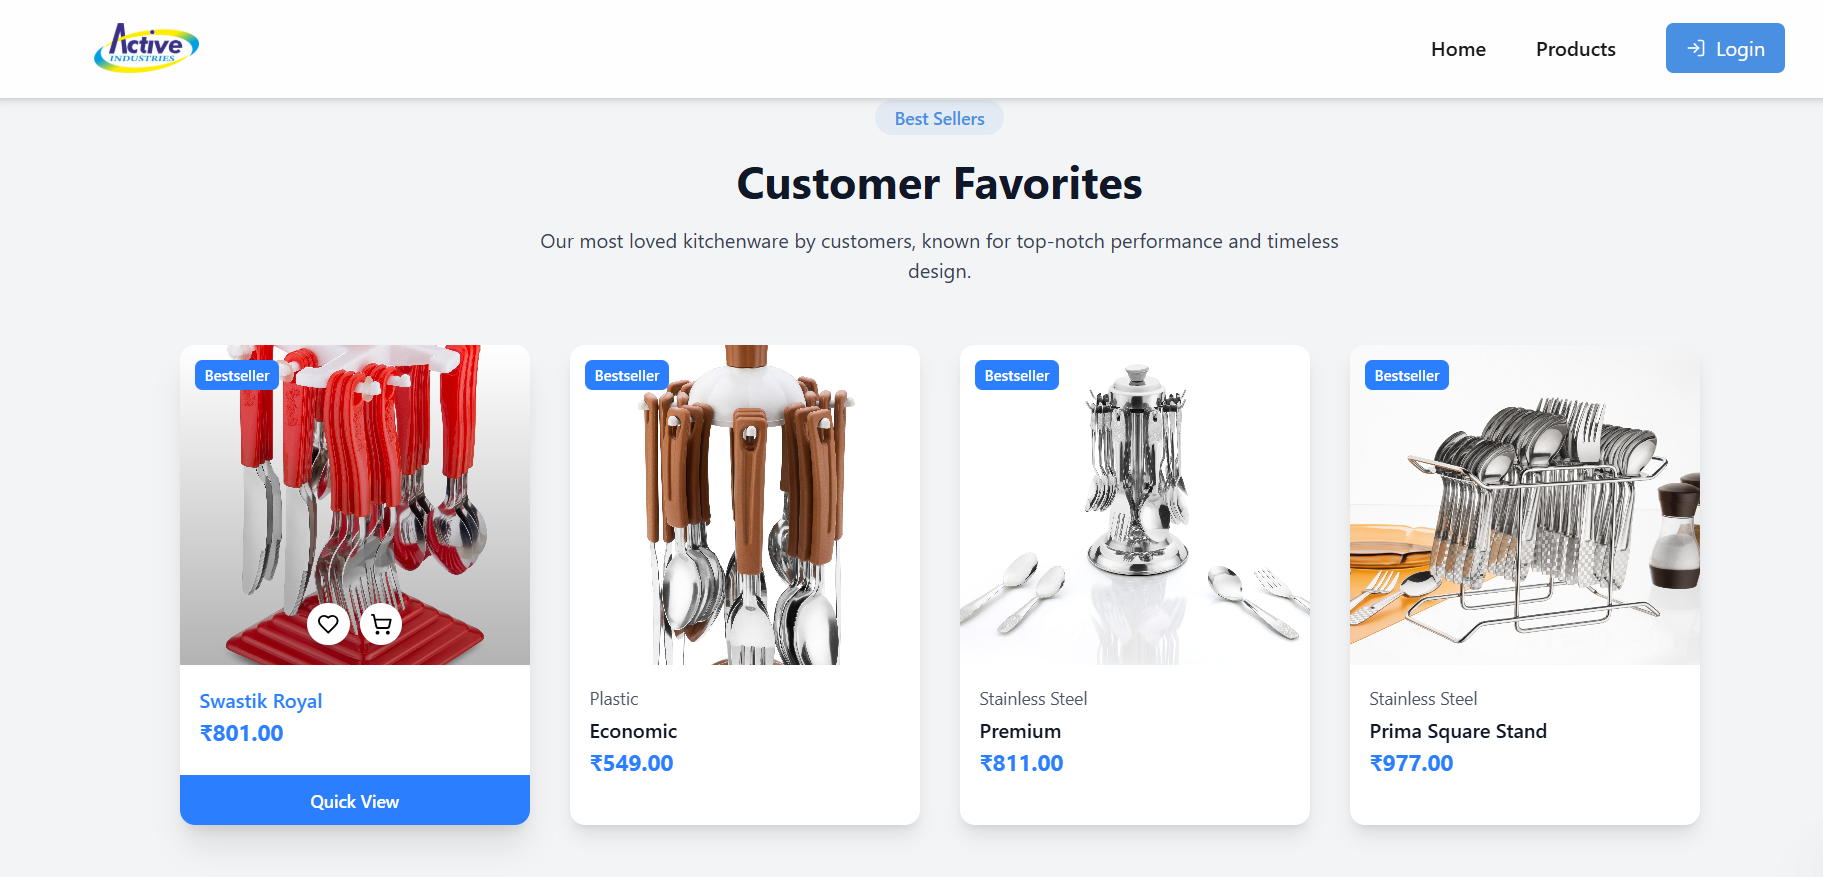 Active
INDUSTRIES
Home
Products
Login
Best Sellers
Customer Favorites
Our most loved kitchenware by customers, known for top-notch performance and timeless
design.
Bestseller
Swastik Royal
₹801.00
Quick View
Bestseller
Plastic
Economic
₹549.00
Bestseller
Stainless Steel
Premium
₹811.00
Bestseller
Stainless Steel
Prima Square Stand
₹977.00